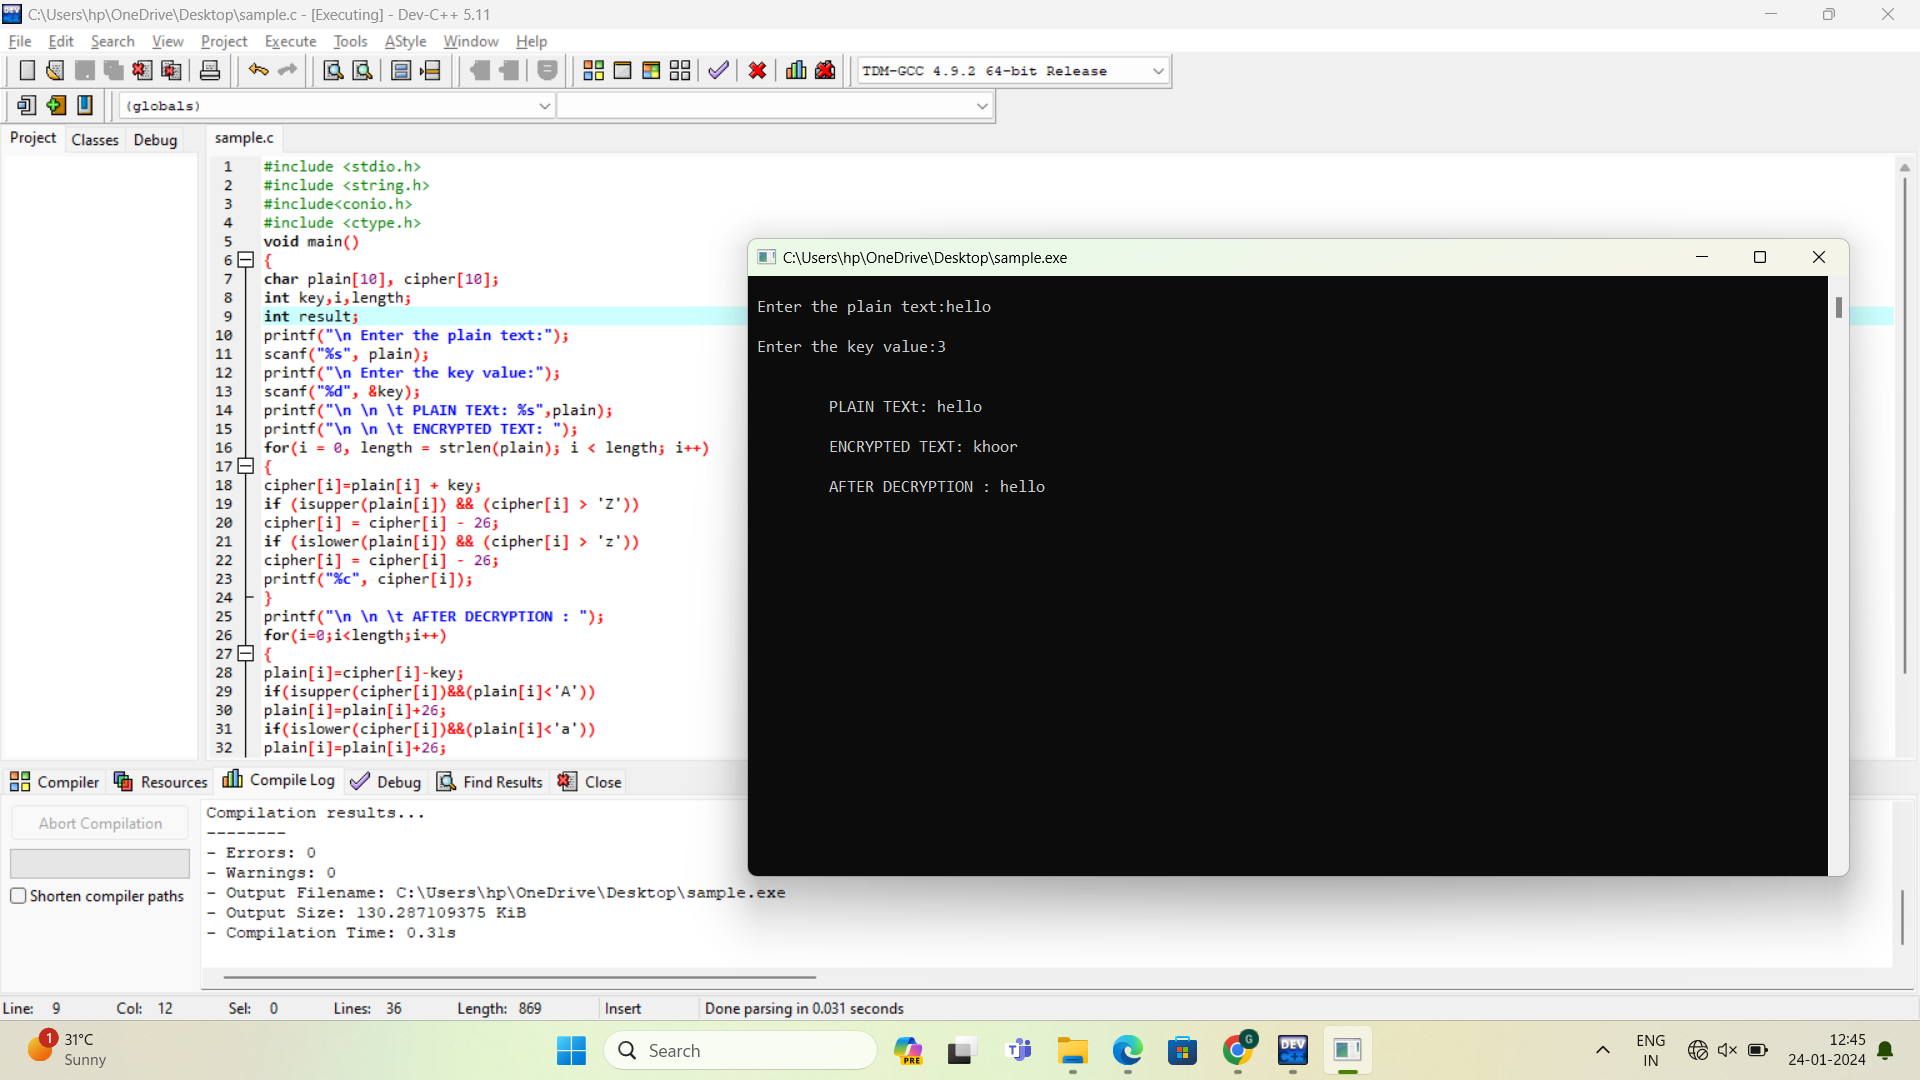 C:\Users\hp\OneDrive\Desktop\sample.c - [Executing] - Dev-C++ 5.11
File Edit Search View Project Execute Tools AStyle Window Help
TDM-GCC 4.9.2 64-bit Release
(globals)
Project Classes Debug
sample.c
1 #include <stdio.h>
2 #include <string.h>
3 #include<conio.h>
4 #include <ctype.h>
5 void main()
6 {
7 char plain[10], cipher[10];
8 int key,i,length;
9 int result;
10 printf("\n Enter the plain text:");
11 scanf("%s", plain);
12 printf("\n Enter the key value:");
13 scanf("%d", &key);
14 printf("\n \n \t PLAIN TEXt: %s",plain);
15 printf("\n \n \t ENCRYPTED TEXT: ");
16 for(i = 0, length = strlen(plain); i < length; i++)
17 {
18 cipher[i]=plain[i] + key;
19 if (isupper(plain[i]) && (cipher[i] > 'Z'))
20 cipher[i] = cipher[i] - 26;
21 if (islower(plain[i]) && (cipher[i] > 'z'))
22 cipher[i] = cipher[i] - 26;
23 printf("%c", cipher[i]);
24 }
25 printf("\n \n \t AFTER DECRYPTION : ");
26 for(i=0;i<length;i++)
27 {
28 plain[i]=cipher[i]-key;
29 if(isupper(cipher[i])&&(plain[i]<'A'))
30 plain[i]=plain[i]+26;
31 if(islower(cipher[i])&&(plain[i]<'a'))
32 plain[i]=plain[i]+26;
C:\Users\hp\OneDrive\Desktop\sample.exe
Enter the plain text:hello
Enter the key value:3
PLAIN TEXt: hello
ENCRYPTED TEXT: khoor
AFTER DECRYPTION : hello
Compiler Resources Compile Log Debug Find Results Close
Abort Compilation
Shorten compiler paths
Compilation results...
--------
- Errors: 0
- Warnings: 0
- Output Filename: C:\Users\hp\OneDrive\Desktop\sample.exe
- Output Size: 130.287109375 KiB
- Compilation Time: 0.31s
Line: 9 Col: 12 Sel: 0 Lines: 36 Length: 869 Insert Done parsing in 0.031 seconds
1
31°C
Sunny
Search
PRE
G
DEV
C++
ENG
IN
12:45
24-01-2024